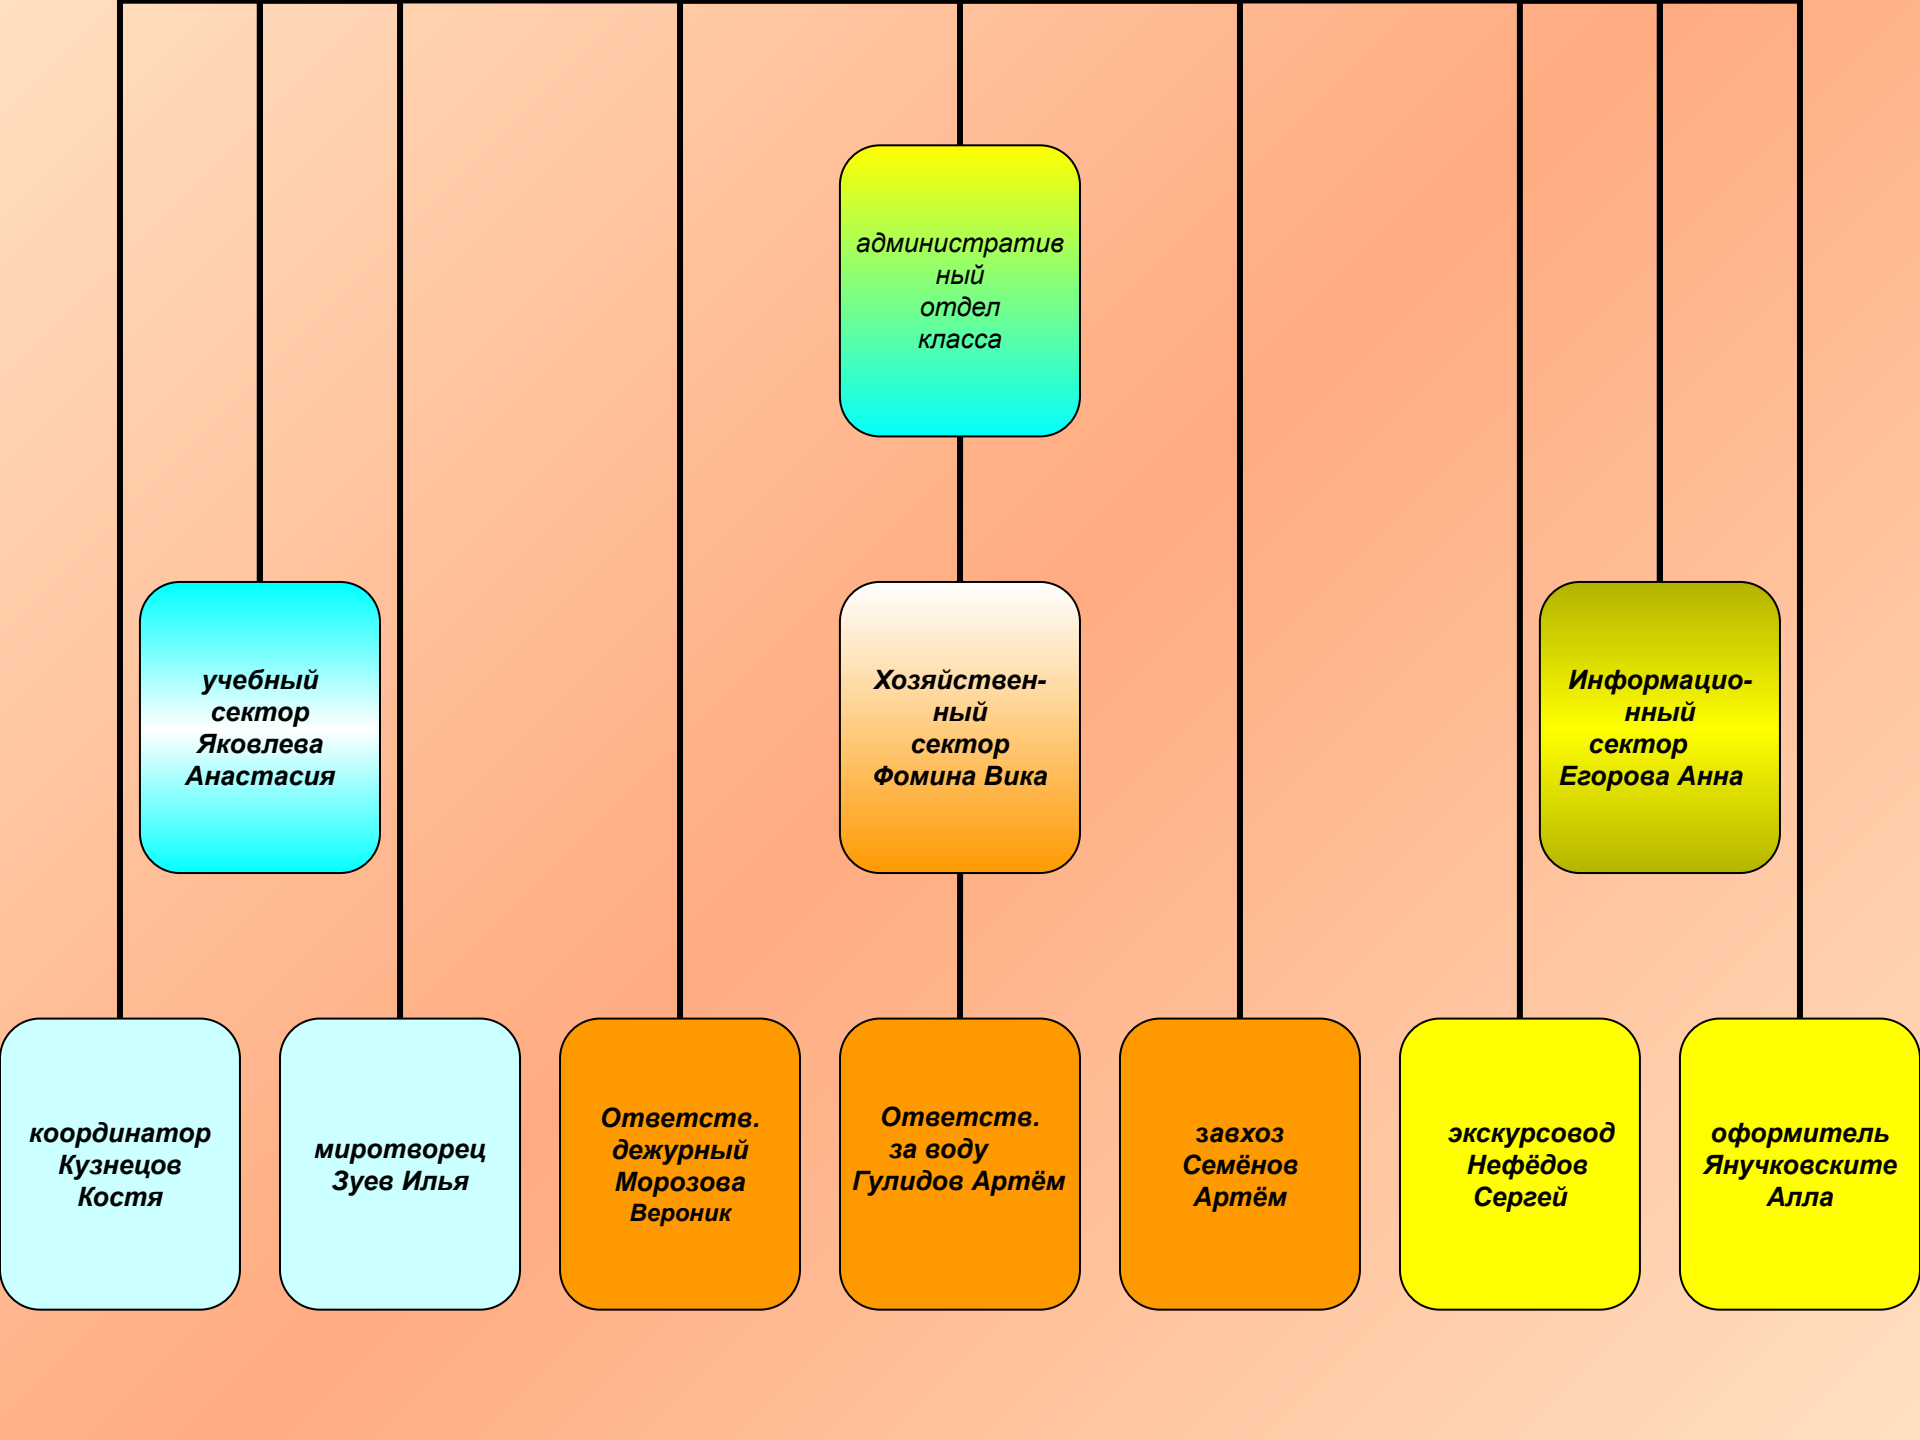 административ
ный
отдел
класса
учебный
сектор
Яковлева
Анастасия
Хозяйствен-
ный
сектор
Фомина Вика
Информацио-
нный
сектор
Егорова Анна
координатор
Кузнецов
Костя
миротворец
Зуев Илья
Ответств.
дежурный
Морозова
Вероник
Ответств.
за воду
Гулидов Артём
завхоз
Семёнов
Артём
экскурсовод
Нефёдов
Сергей
оформитель
Янучковските
Алла